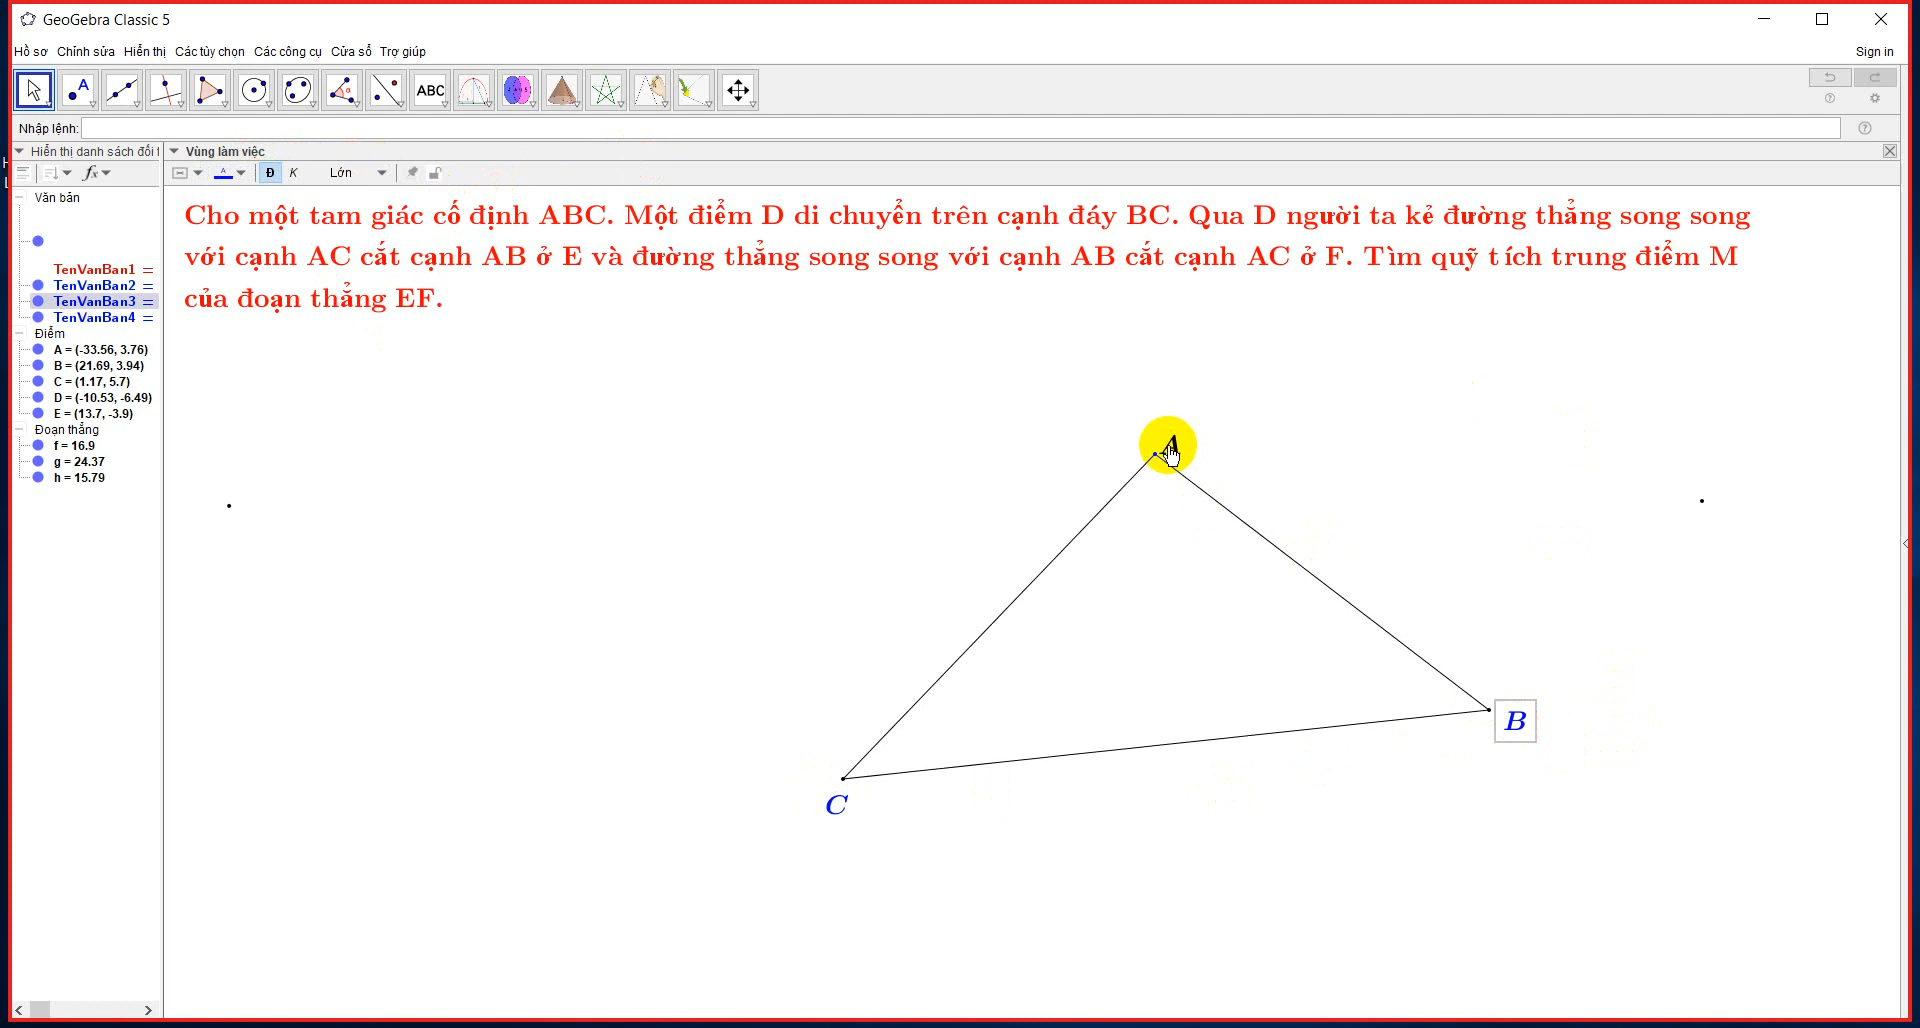 GeoGebra Classic 5
Hồ sơ Chỉnh sửa Hiển thị Các tùy chọn Các công cụ Cửa sổ Trợ giúp
Sign in
A
ABC
Nhập lệnh:
Hiển thị danh sách đối t
Vùng làm việc
fx
A
Đ
K
Lớn
Văn bản
TenVanBan1 =
TenVanBan2 =
TenVanBan3 =
TenVanBan4 =
Điểm
A = (-33.56, 3.76)
B = (21.69, 3.94)
C = (1.17, 5.7)
D = (-10.53, -6.49)
E = (13.7, -3.9)
Đoạn thẳng
f = 16.9
g = 24.37
h = 15.79
Cho một tam giác cố định ABC. Một điểm D di chuyển trên cạnh đáy BC. Qua D người ta kẻ đường thẳng song song
với cạnh AC cắt cạnh AB ở E và đường thẳng song song với cạnh AB cắt cạnh AC ở F. Tìm quỹ tích trung điểm M
của đoạn thẳng EF.
A
B
C